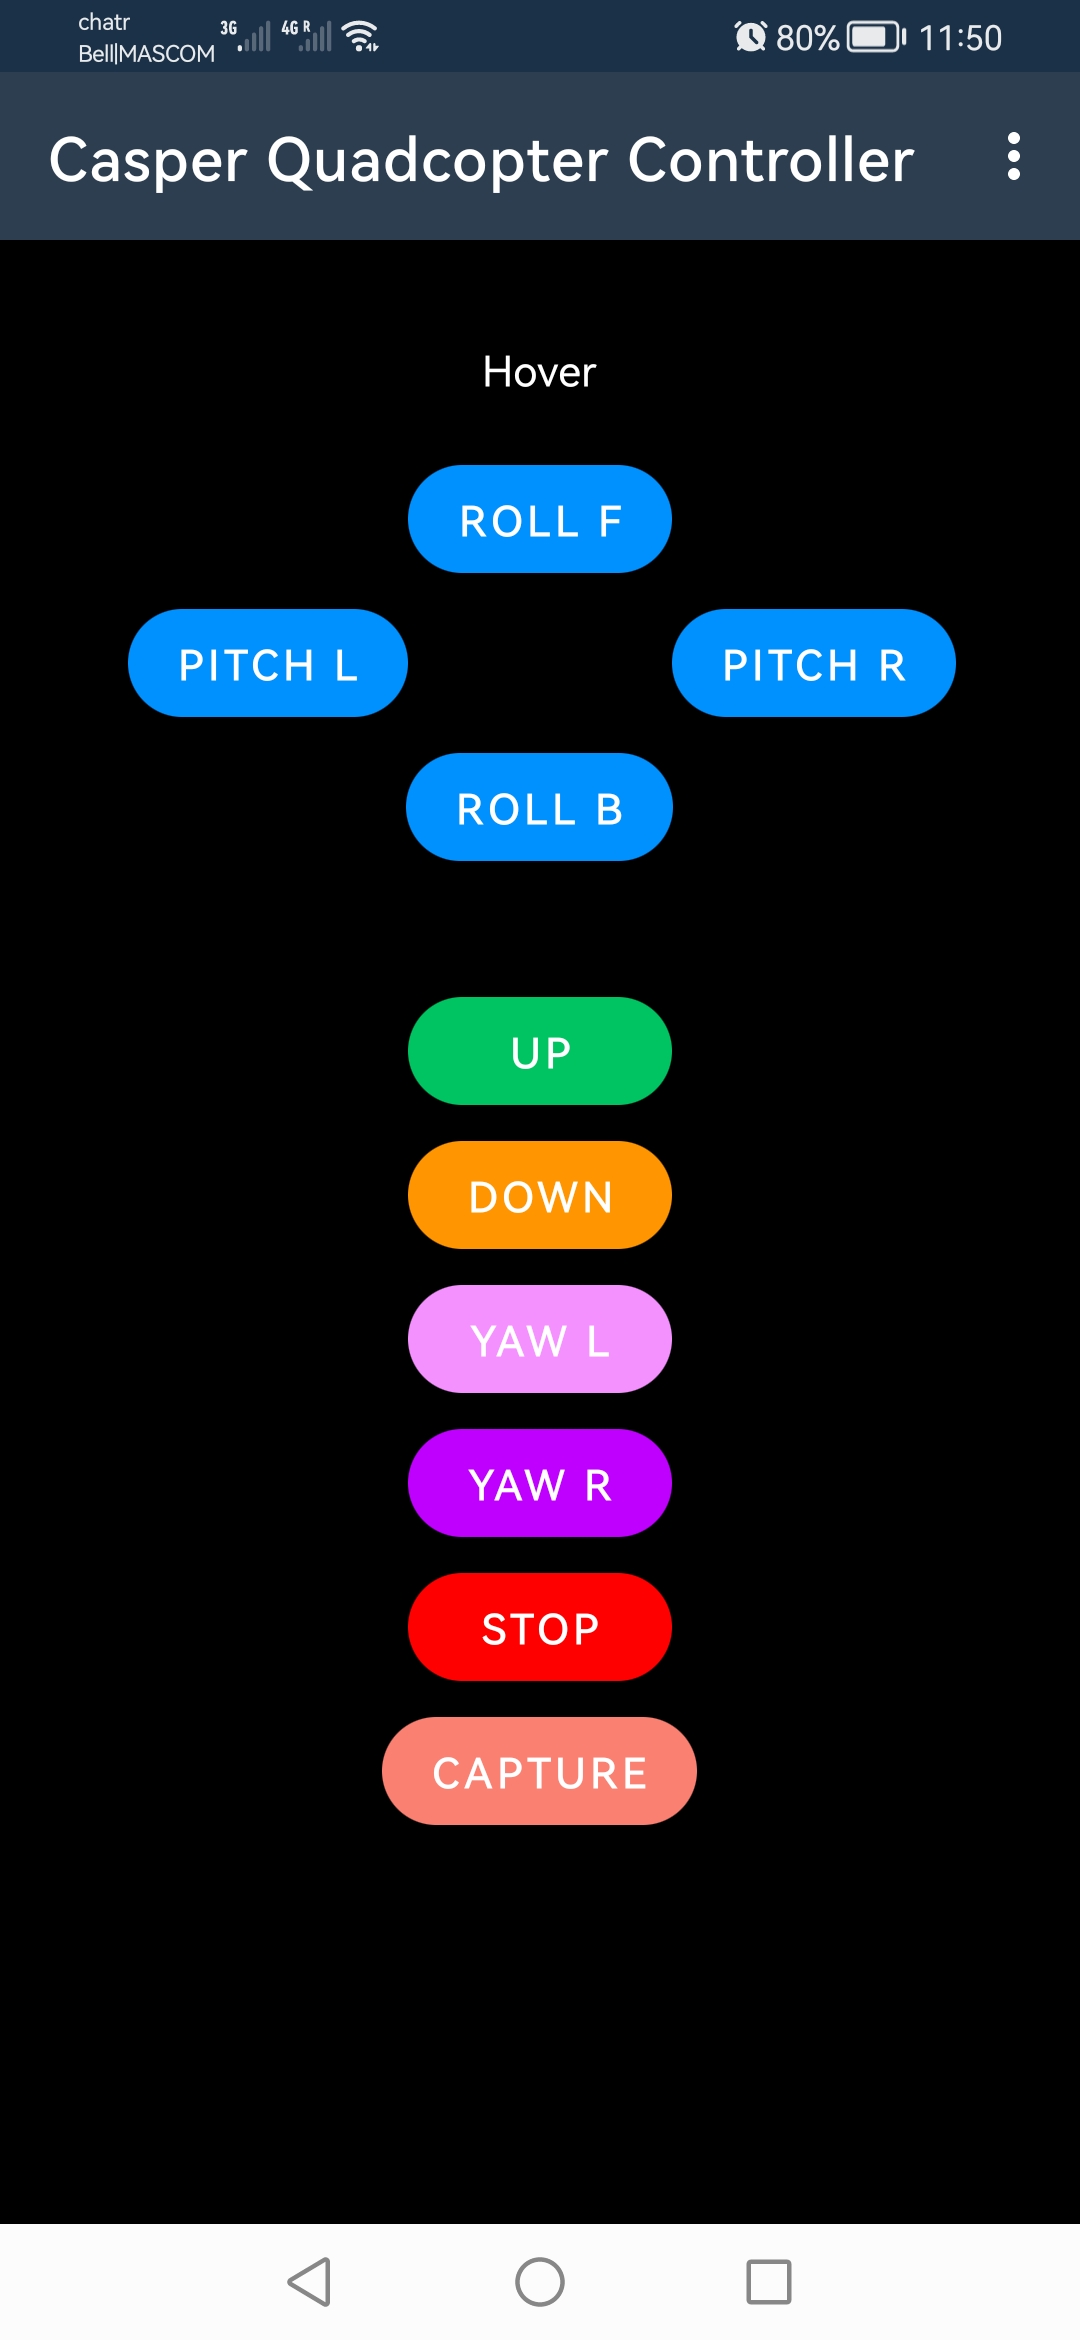 chatr
Bell|MASCOM
3G
4G R
80%
11:50
Casper Quadcopter Controller
Hover
ROLL F
PITCH L
PITCH R
ROLL B
UP
DOWN
YAW L
YAW R
STOP
CAPTURE